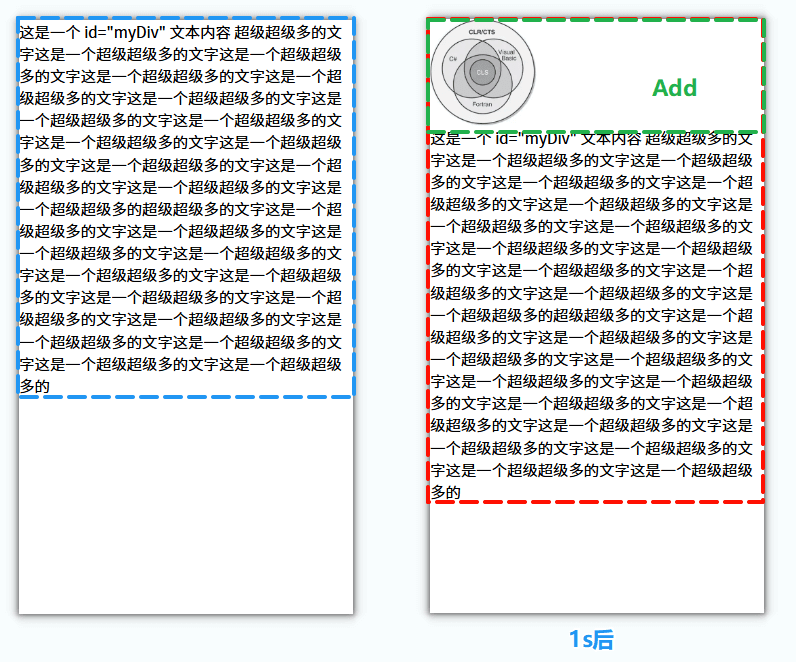 这是一个 id="myDiv" 文本内容 超级超级多的文
字这是一个超级超级多的文字这是一个超级超级
多的文字这是一个超级超级多的文字这是一个超
级超级多的文字这是一个超级超级多的文字这是
一个超级超级多的文字这是一个超级超级多的文
字这是一个超级超级多的文字这是一个超级超级
多的文字这是一个超级超级多的文字这是一个超
级超级多的文字这是一个超级超级多的文字这是
一个超级超级多的超级超级多的文字这是一个超
级超级多的文字这是一个超级超级多的文字这是
一个超级超级多的文字这是一个超级超级多的文
字这是一个超级超级多的文字这是一个超级超级
多的文字这是一个超级超级多的文字这是一个超
级超级多的文字这是一个超级超级多的文字这是
一个超级超级多的文字这是一个超级超级多的文
字这是一个超级超级多的文字这是一个超级超级
多的
CLR/CTS
C#
Visual
Basic
CLS
Fortran
Add
这是一个 id="myDiv" 文本内容 超级超级多的文
字这是一个超级超级多的文字这是一个超级超级
多的文字这是一个超级超级多的文字这是一个超
级超级多的文字这是一个超级超级多的文字这是
一个超级超级多的文字这是一个超级超级多的文
字这是一个超级超级多的文字这是一个超级超级
多的文字这是一个超级超级多的文字这是一个超
级超级多的文字这是一个超级超级多的文字这是
一个超级超级多的超级超级多的文字这是一个超
级超级多的文字这是一个超级超级多的文字这是
一个超级超级多的文字这是一个超级超级多的文
字这是一个超级超级多的文字这是一个超级超级
多的文字这是一个超级超级多的文字这是一个超
级超级多的文字这是一个超级超级多的文字这是
一个超级超级多的文字这是一个超级超级多的文
字这是一个超级超级多的文字这是一个超级超级
多的
1s后